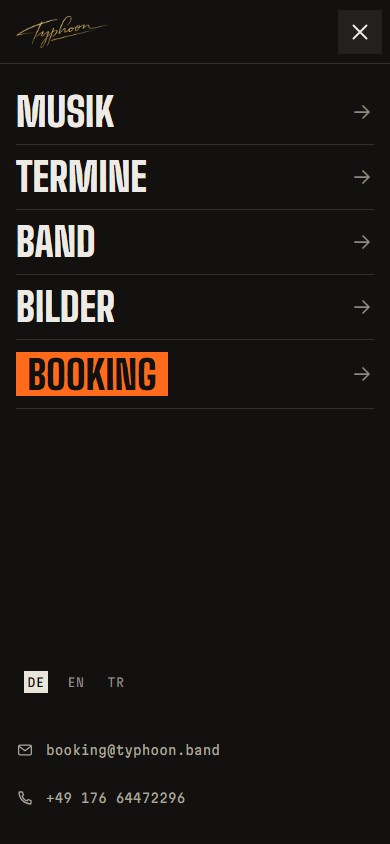 Typhoon
MUSIK
TERMINE
BAND
BILDER
BOOKING
DE EN TR
booking@typhoon.band
+49 176 64472296